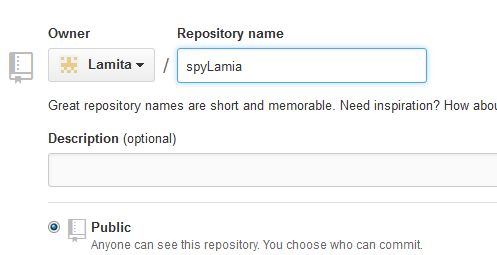 Owner Repository name
Lamita / spyLamia
Great repository names are short and memorable. Need inspiration? How abou
Description (optional)
Public
Anyone can see this repository. You choose who can commit.